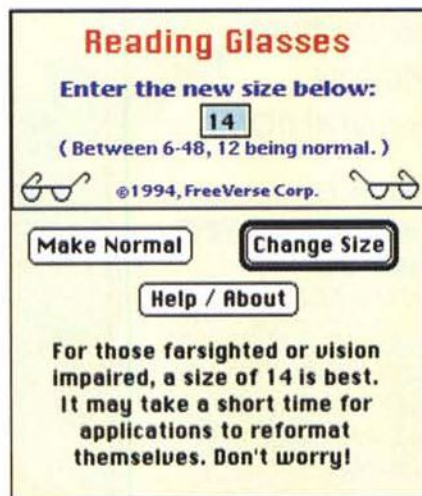 Reading Glasses
Enter the new size below:
14
( Between 6-48, 12 being normal. )
©1994, FreeVerse Corp.
Make Normal
Change Size
Help / About
For those farsighted or vision
impaired, a size of 14 is best.
It may take a short time for
applications to reformat
themselves. Don't worry!